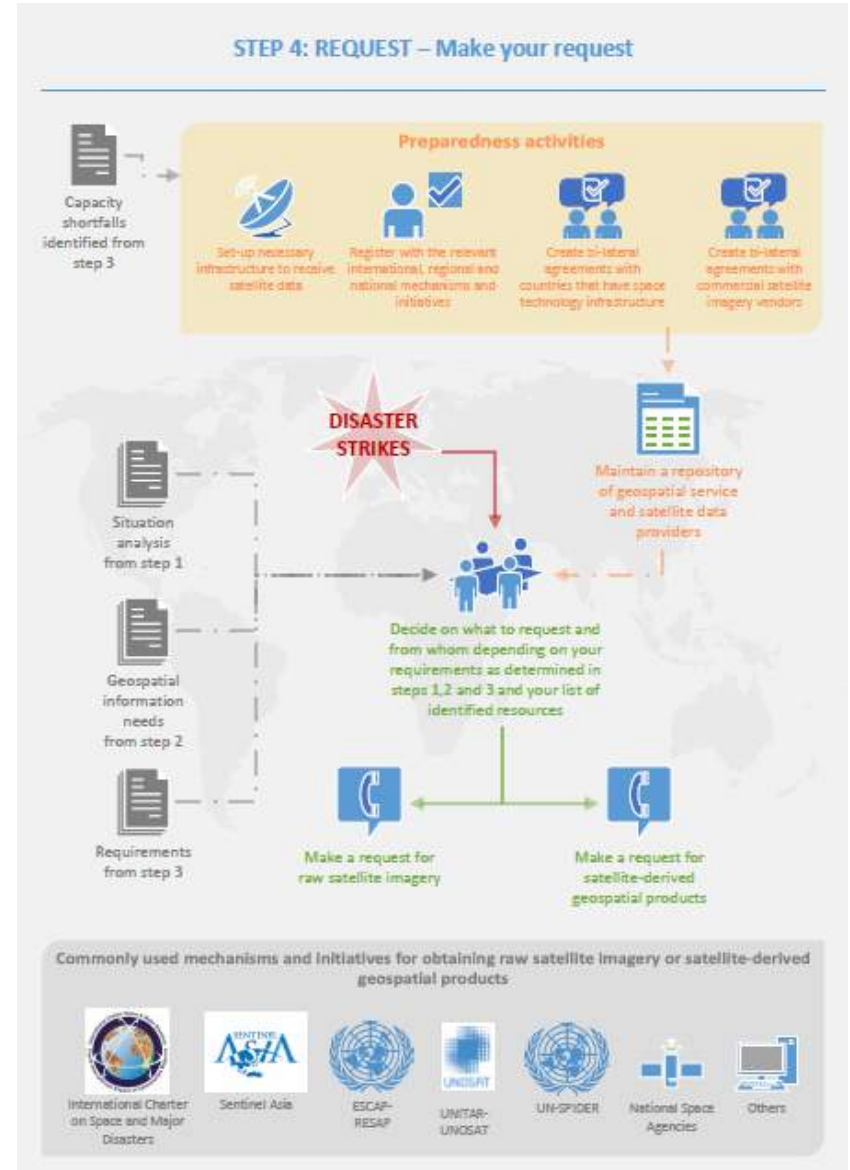 STEP 4: REQUEST – Make your request
Preparedness activities
Capacity
shortfalls
identified from
step 3
Set-up necessary
infrastructure to receive
satellite data
Register with the relevant
international, regional and
national mechanisms and
initiatives
Create bi-lateral
agreements with
countries that have space
technology infrastructure
Create bi-lateral
agreements with
commercial satellite
imagery vendors
DISASTER
STRIKES
Maintain a repository
of geospatial service
and satellite data
providers
Situation
analysis
from step 1
Decide on what to request and
from whom depending on your
requirements as determined in
steps 1,2 and 3 and your list of
identified resources
Geospatial
information
needs
from step 2
Requirements
from step 3
Make a request for
raw satellite imagery
Make a request for
satellite-derived
geospatial products
Commonly used mechanisms and initiatives for obtaining raw satellite imagery or satellite-derived
geospatial products
SENTINEL
ASIA
UNOSAT
International Charter
on Space and Major
Disasters
Sentinel Asia
ESCAP-
RESAP
UNITAR-
UNOSAT
UN-SPIDER
National Space
Agencies
Others